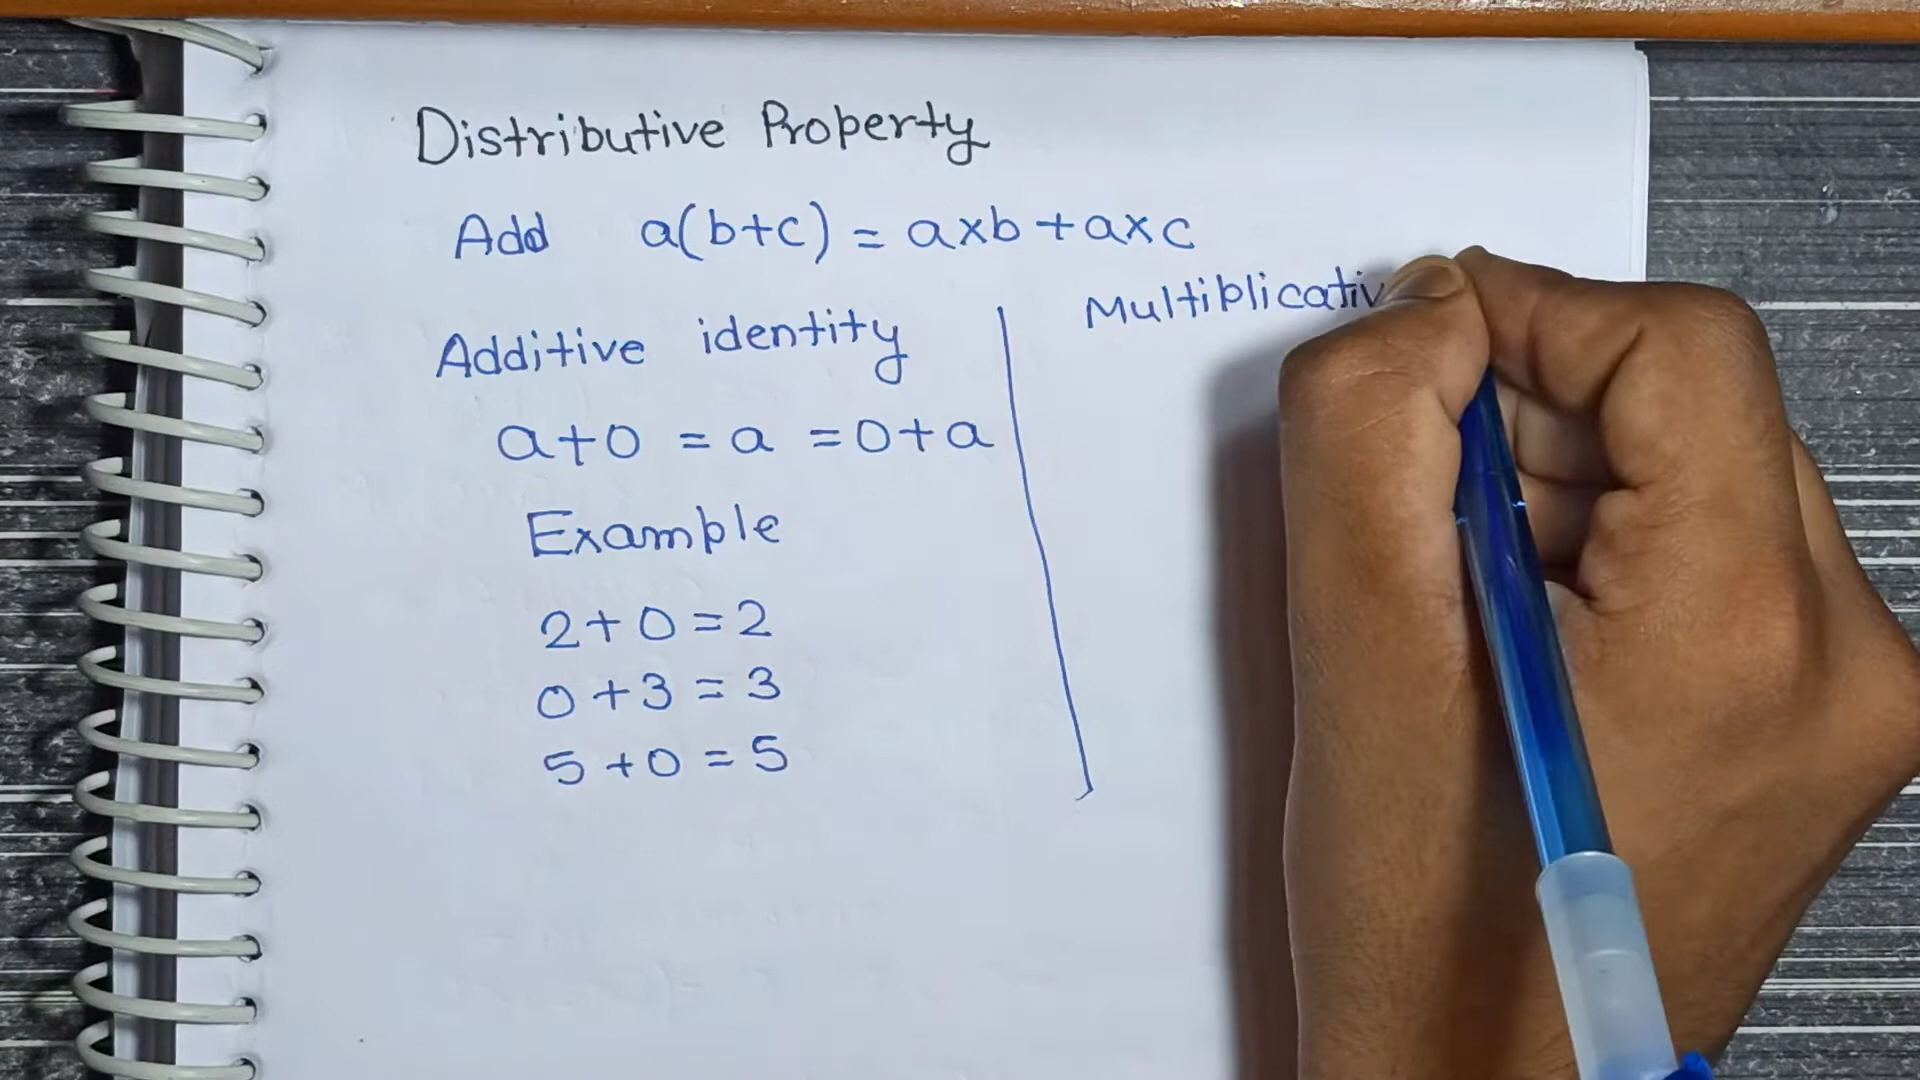 Distributive Property
Add a(b+c) = axb + axc
Additive identity
a+0 = a = 0+a
Example
2+0=2
0+3=3
5+0=5
Multiplicativ